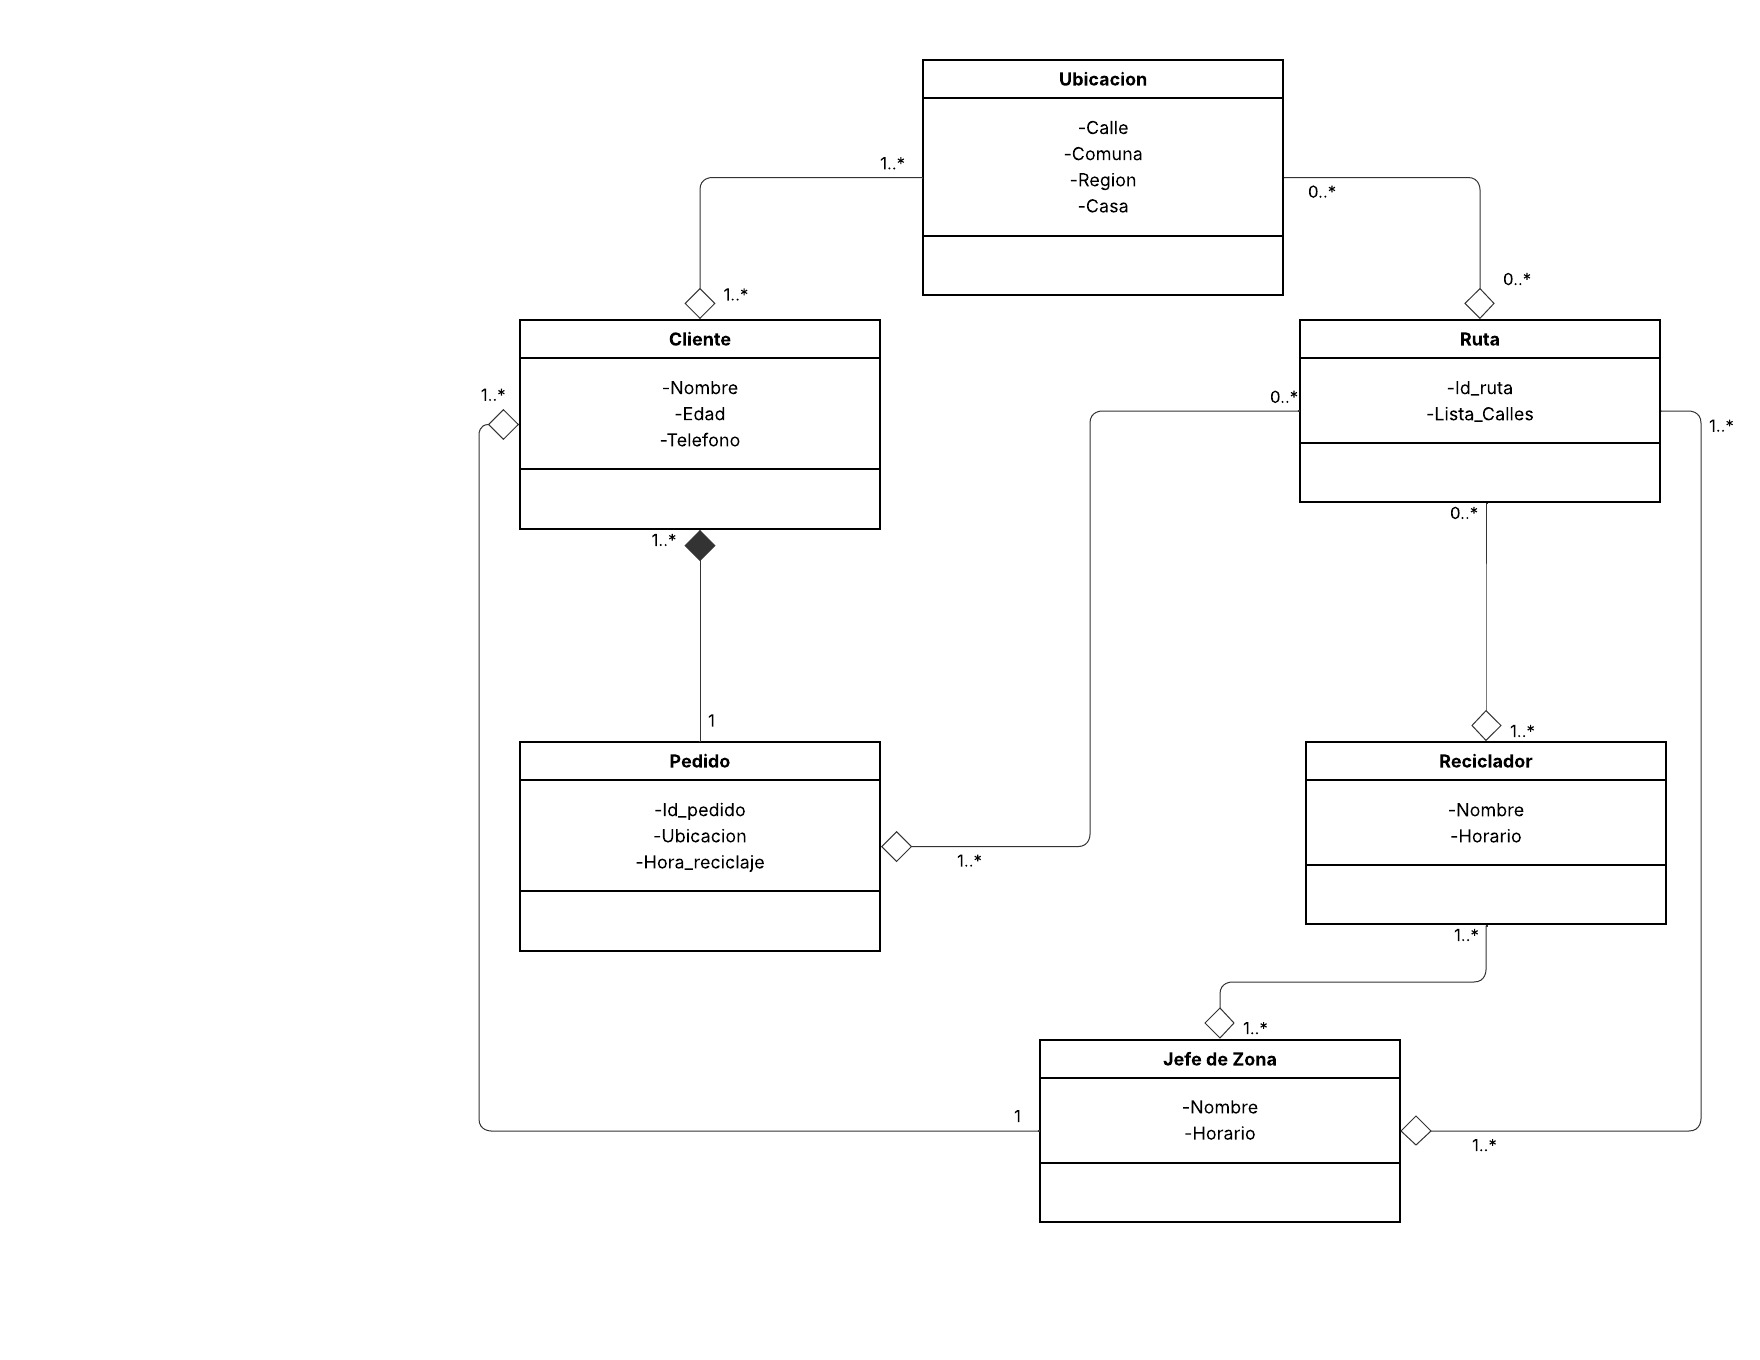 Ubicacion
-Calle
-Comuna
-Region
-Casa
1..*
0..*
1..*
0..*
Cliente
-Nombre
-Edad
-Telefono
1..*
1..*
Ruta
-Id_ruta
-Lista_Calles
0..*
1..*
0..*
1
Pedido
-Id_pedido
-Ubicacion
-Hora_reciclaje
1..*
1..*
Reciclador
-Nombre
-Horario
1..*
1..*
Jefe de Zona
-Nombre
-Horario
1
1..*